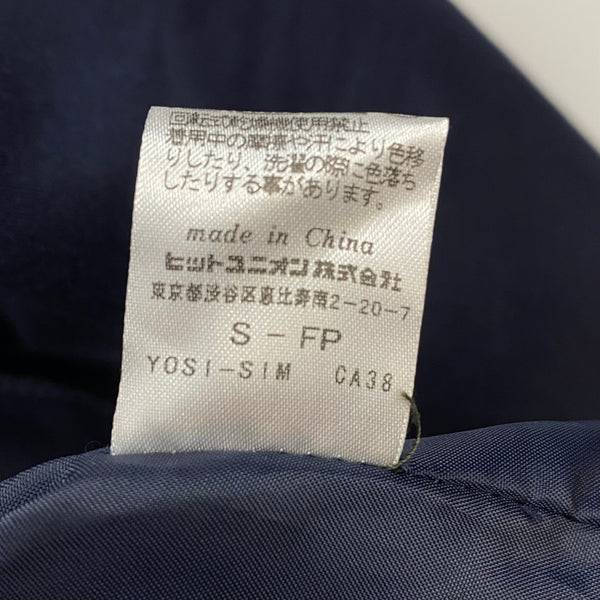 回転式乾燥機使用禁止
着用中の摩擦や汗により色移
りしたり、洗濯の際に色落ち
したりする事があります。
made in China
ヒットユニオン株式会社
東京都渋谷区恵比寿南2-20-7
S-FP
YOSI-SIM CA38